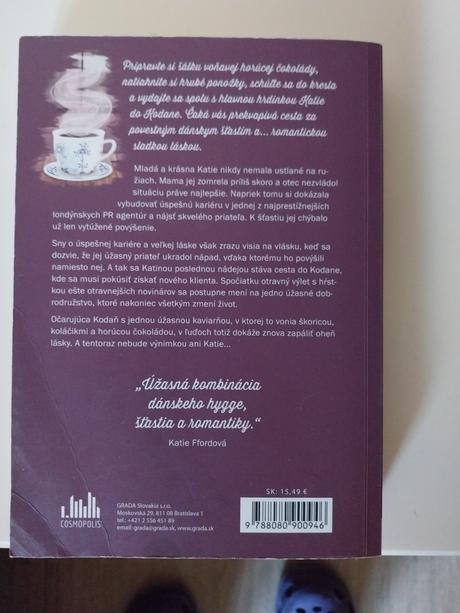 Pripravte si šálku voňavej horúcej čokolády,
natiahnite si hrubé ponožky, schúľte sa do kresla
a vydajte sa spolu s hlavnou hrdinkou Katie
do Kodane. Čaká vás prekvapivá cesta za
povestným dánskym šťastím a... romantickou
sladkou láskou.
Mladá a krásna Katie nikdy nemala ustlané na ru-
žiach. Mama jej zomrela príliš skoro a otec nezvládol
situáciu práve najlepšie. Napriek tomu si dokázala
vybudovať úspešnú kariéru v jednej z najprestížnejších
londýnskych PR agentúr a nájsť skvelého priateľa. K šťastiu jej chýbalo
už len vytúžené povýšenie.
Sny o úspešnej kariére a veľkej láske však zrazu visia na vlásku, keď sa
dozvie, že jej úžasný priateľ ukradol nápad, vďaka ktorému ho povýšili
namiesto nej. A tak sa Katinou poslednou nádejou stáva cesta do Kodane,
kde sa musí pokúsiť získať nového klienta. Spočiatku otravný výlet s hŕst-
kou ešte otravnejších novinárov sa postupne mení na jedno úžasné dob-
rodružstvo, ktoré nakoniec všetkým zmení život.
Očarujúca Kodaň s jednou úžasnou kaviarňou, v ktorej to vonia škoricou,
koláčikmi a horúcou čokoládou, v ľuďoch totiž dokáže znova zapáliť oheň
lásky. A tentoraz nebude výnimkou ani Katie...
„Úžasná kombinácia
dánskeho hygge,
šťastia a romantiky.“
Katie Ffordová
COSMOPOLIS
GRADA Slovakia s.r.o.
Moskovská 29, 811 08 Bratislava 1
tel.: +421 2 556 451 89
email: grada@grada.sk, www.grada.sk
SK: 15,49 €
9 788080 900946